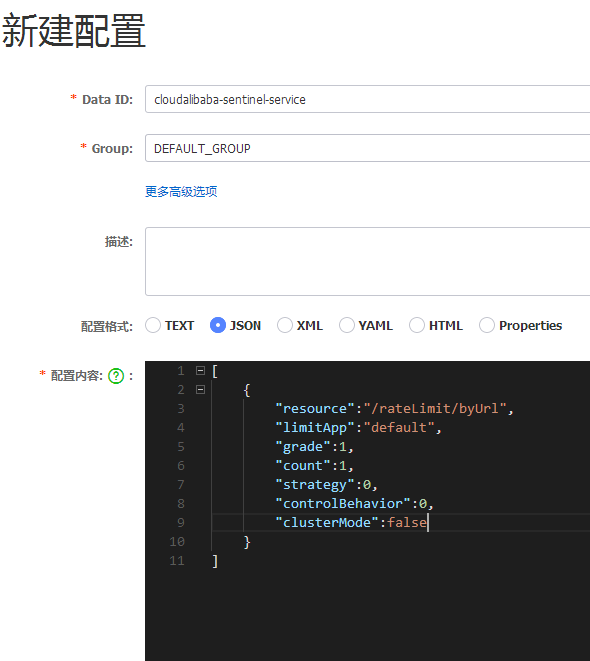 新建配置
* Data ID: cloudalibaba-sentinel-service
* Group: DEFAULT_GROUP
更多高级选项
描述:
配置格式: TEXT JSON XML YAML HTML Properties
* 配置内容: ? :
1 [
2 {
3 "resource":"/rateLimit/byUrl",
4 "limitApp":"default",
5 "grade":1,
6 "count":1,
7 "strategy":0,
8 "controlBehavior":0,
9 "clusterMode":false
10 }
11 ]